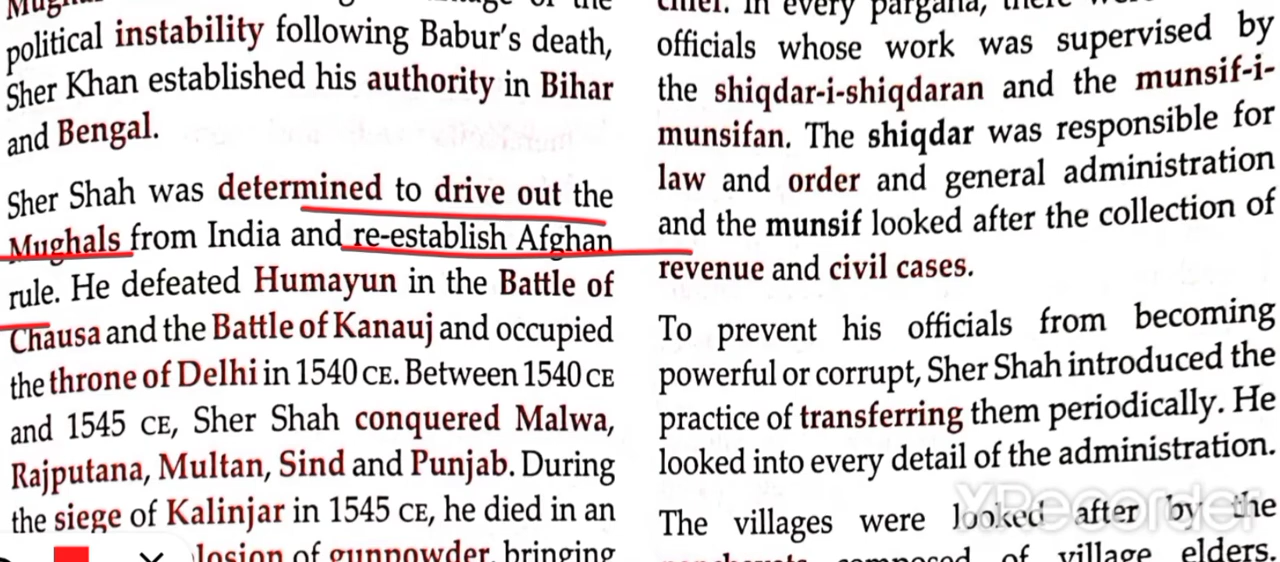 political instability following Babur's death,
Sher Khan established his authority in Bihar
and Bengal.
Sher Shah was determined to drive out the
Mughals from India and re-establish Afghan
rule. He defeated Humayun in the Battle of
Chausa and the Battle of Kanauj and occupied
the throne of Delhi in 1540 CE. Between 1540 CE
and 1545 CE, Sher Shah conquered Malwa,
Rajputana, Multan, Sind and Punjab. During
the siege of Kalinjar in 1545 CE, he died in an
losion of gunpowder, bringing
chief. In every pargana, there
officials whose work was supervised by
the shiqdar-i-shiqdaran and the munsif-i-
munsifan. The shiqdar was responsible for
law and order and general administration
and the munsif looked after the collection of
revenue and civil cases.
To prevent his officials from becoming
powerful or corrupt, Sher Shah introduced the
practice of transferring them periodically. He
looked into every detail of the administration.
The villages were looked after by the
composed of village elders.
XRecorder